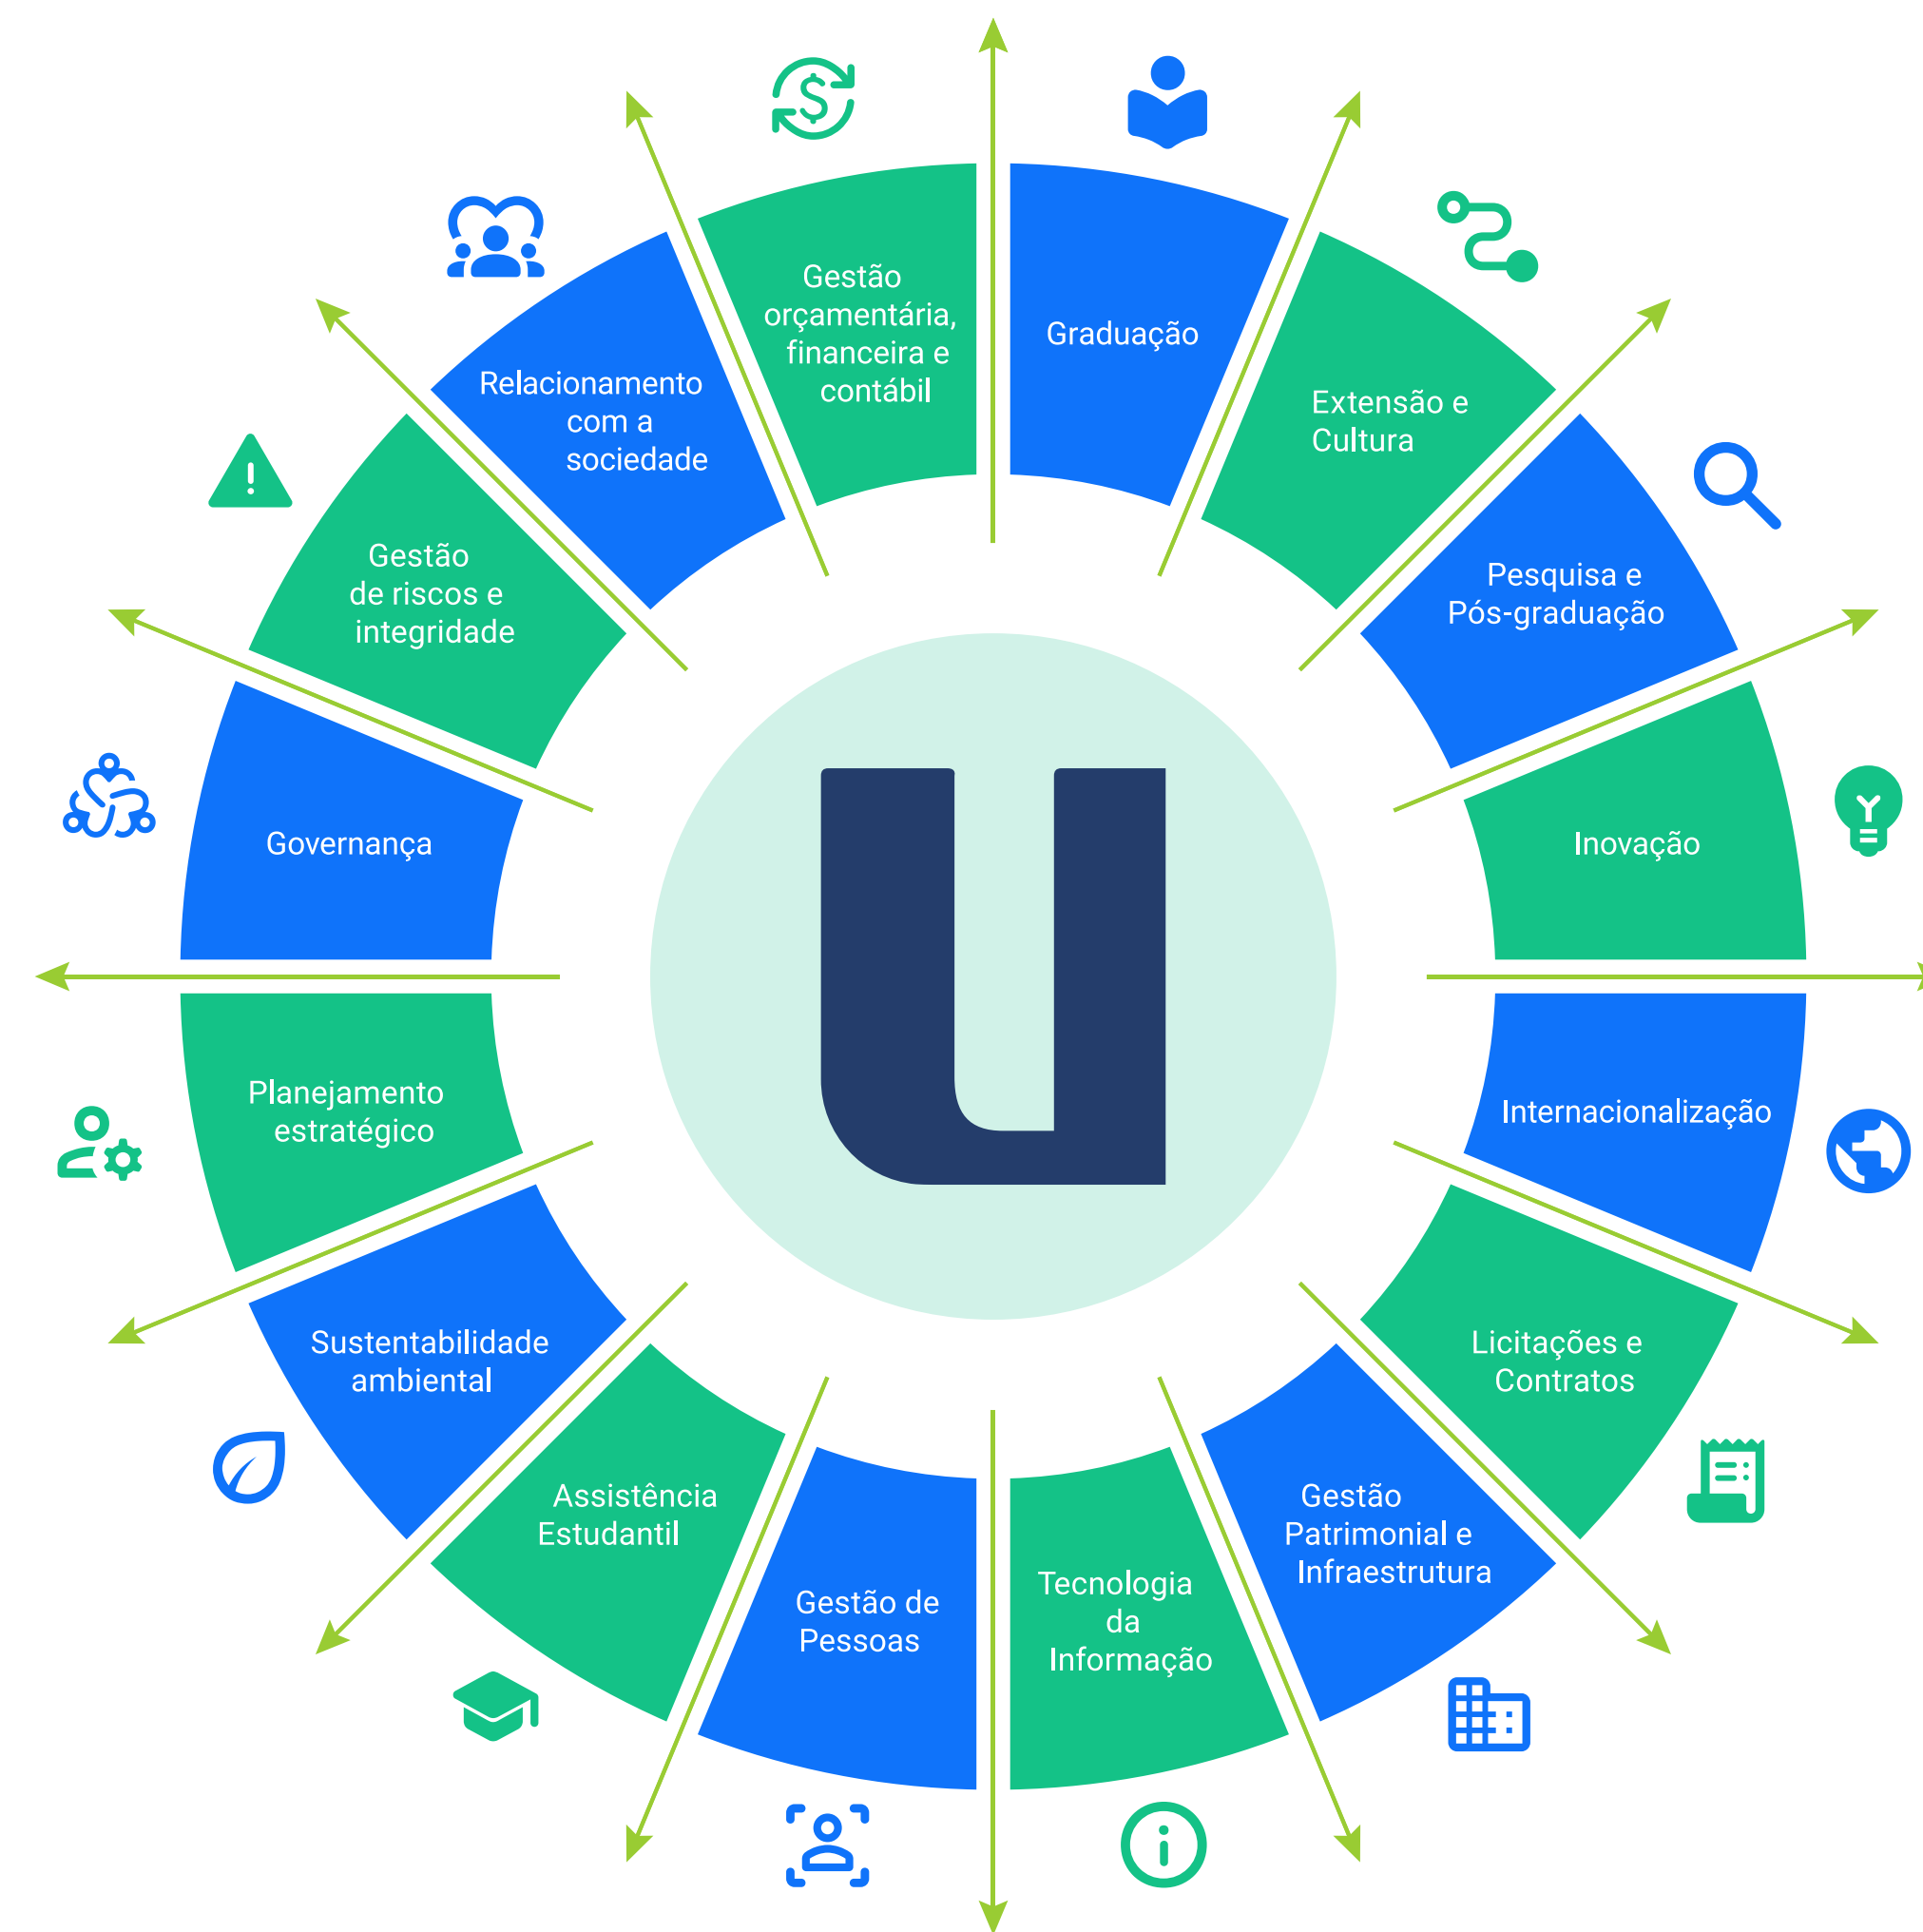 Graduação
Extensão e
Cultura
Pesquisa e
Pós-graduação
Inovação
Internacionalização
Licitações e
Contratos
Gestão
Patrimonial e
Infraestrutura
Tecnologia
da
Informação
Gestão de
Pessoas
Assistência
Estudantil
Sustentabilidade
ambiental
Planejamento
estratégico
Governança
Gestão
de riscos e
integridade
Relacionamento
com a
sociedade
Gestão
orçamentária,
financeira e
contábil
u